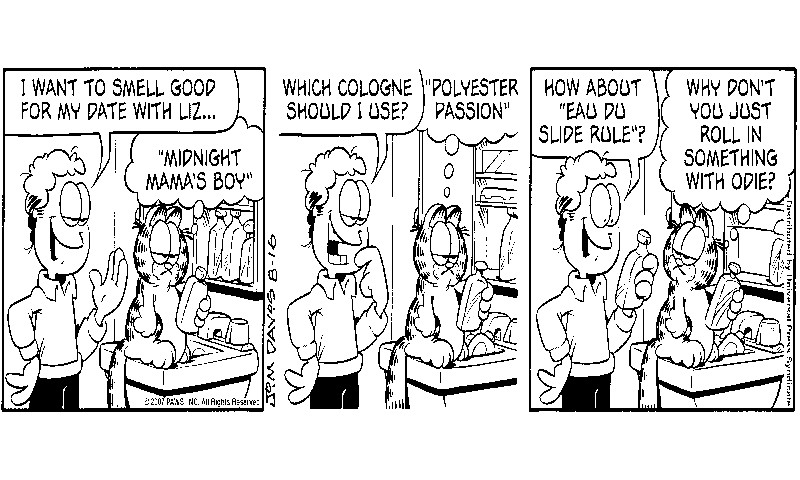 I WANT TO SMELL GOOD
FOR MY DATE WITH LIZ...
"MIDNIGHT
MAMA'S BOY"
© 2007 PAWS, INC. All Rights Reserved.
JIM DAVIS 8-16
WHICH COLOGNE
SHOULD I USE?
"POLYESTER
PASSION"
HOW ABOUT
"EAU DU
SLIDE RULE"?
WHY DON'T
YOU JUST
ROLL IN
SOMETHING
WITH ODIE?
Distributed by Universal Press Syndicate